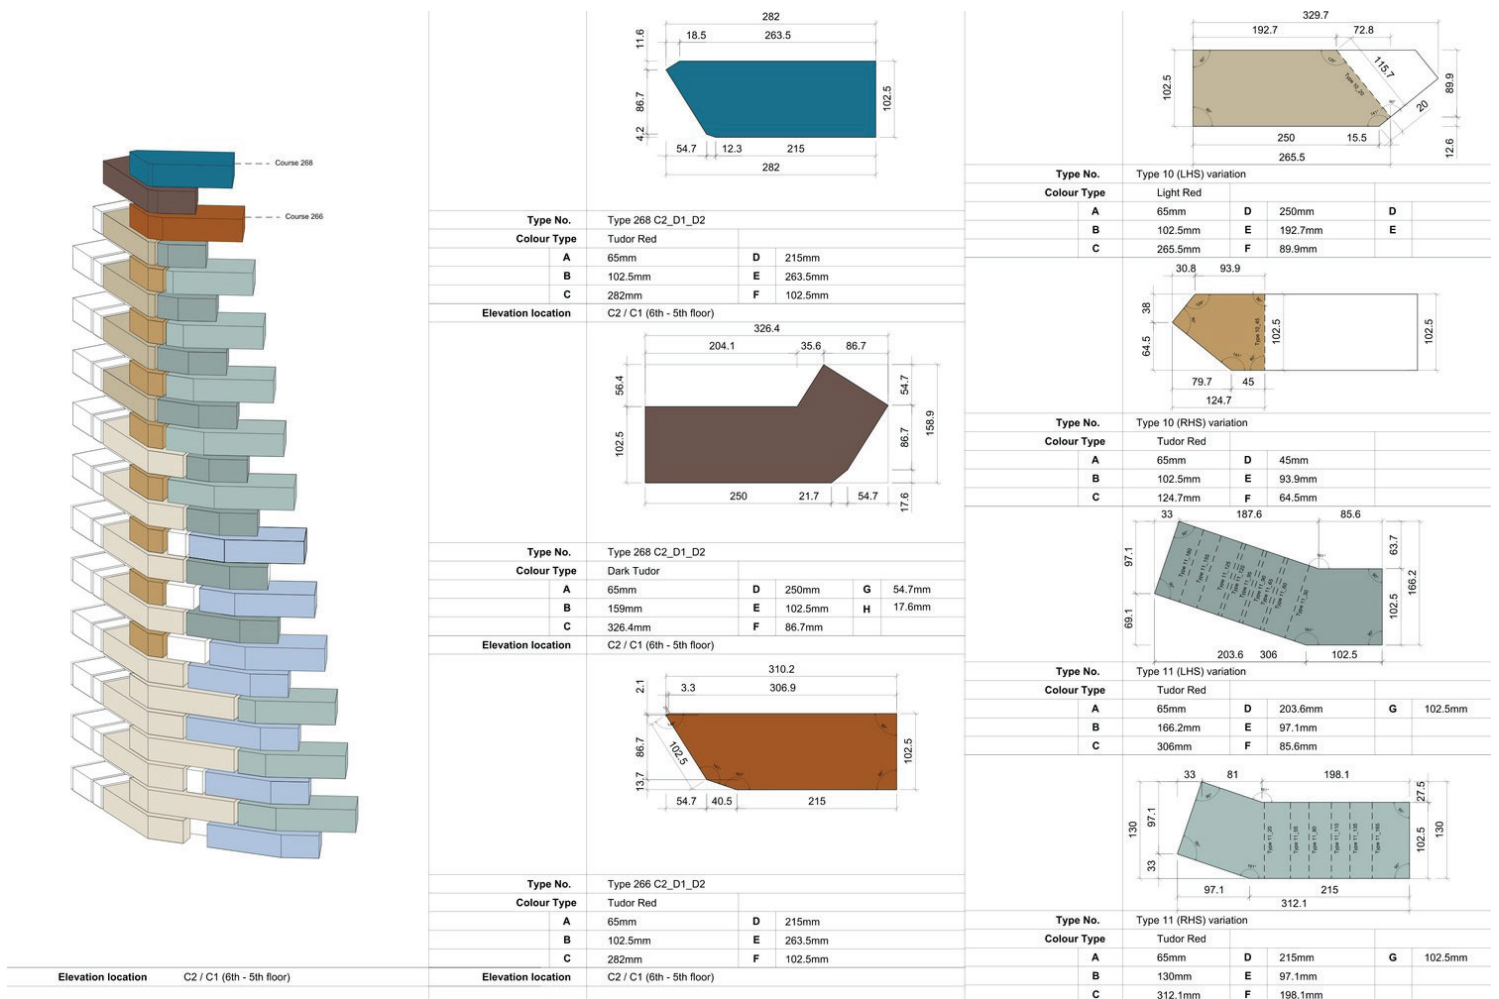 Course 268
Course 266
Elevation location C2 / C1 (6th - 5th floor)
282
18.5 263.5
11.6
86.7
4.2
102.5
54.7 12.3 215
282
Type No. Type 268 C2_D1_D2
Colour Type Tudor Red
A 65mm D 215mm
B 102.5mm E 263.5mm
C 282mm F 102.5mm
Elevation location C2 / C1 (6th - 5th floor)
326.4
204.1 35.6 86.7
56.4
102.5
54.7
86.7
158.9
17.6
250 21.7 54.7
Type No. Type 268 C2_D1_D2
Colour Type Dark Tudor
A 65mm D 250mm G 54.7mm
B 159mm E 102.5mm H 17.6mm
C 326.4mm F 86.7mm
Elevation location C2 / C1 (6th - 5th floor)
310.2
3.3 306.9
2.1
86.7
13.7
102.5
102.5
54.7 40.5 215
Type No. Type 266 C2_D1_D2
Colour Type Tudor Red
A 65mm D 215mm
B 102.5mm E 263.5mm
C 282mm F 102.5mm
Elevation location C2 / C1 (6th - 5th floor)
329.7
192.7 72.8
102.5
115.7
Type 10_20
89.9
20
12.6
250 15.5
265.5
Type No. Type 10 (LHS) variation
Colour Type Light Red
A 65mm D 250mm D
B 102.5mm E 192.7mm E
C 265.5mm F 89.9mm
30.8 93.9
38
64.5
Type 10_45
102.5
102.5
79.7 45
124.7
Type No. Type 10 (RHS) variation
Colour Type Tudor Red
A 65mm D 45mm
B 102.5mm E 93.9mm
C 124.7mm F 64.5mm
33 187.6 85.6
97.1
69.1
63.7
102.5
166.2
203.6 306 102.5
Type No. Type 11 (LHS) variation
Colour Type Tudor Red
A 65mm D 203.6mm G 102.5mm
B 166.2mm E 97.1mm
C 306mm F 85.6mm
33 81 198.1
130
97.1
33
27.5
102.5
130
97.1 215
312.1
Type No. Type 11 (RHS) variation
Colour Type Tudor Red
A 65mm D 215mm G 102.5mm
B 130mm E 97.1mm
C 312.1mm F 198.1mm